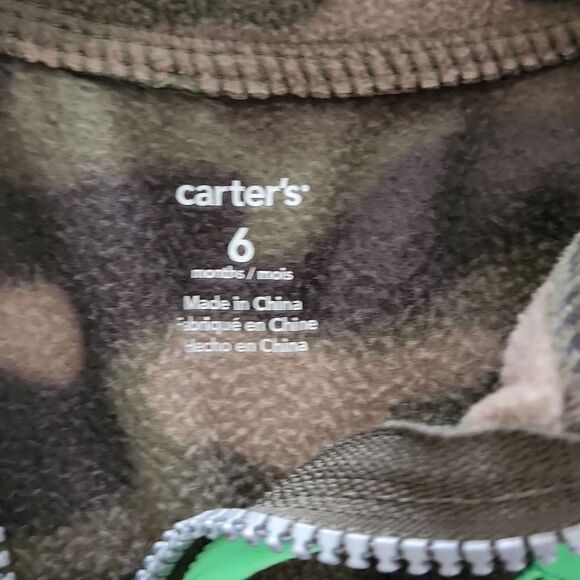 carter's
6
months / mois
Made in China
Fabriqué en Chine
Hecho en China